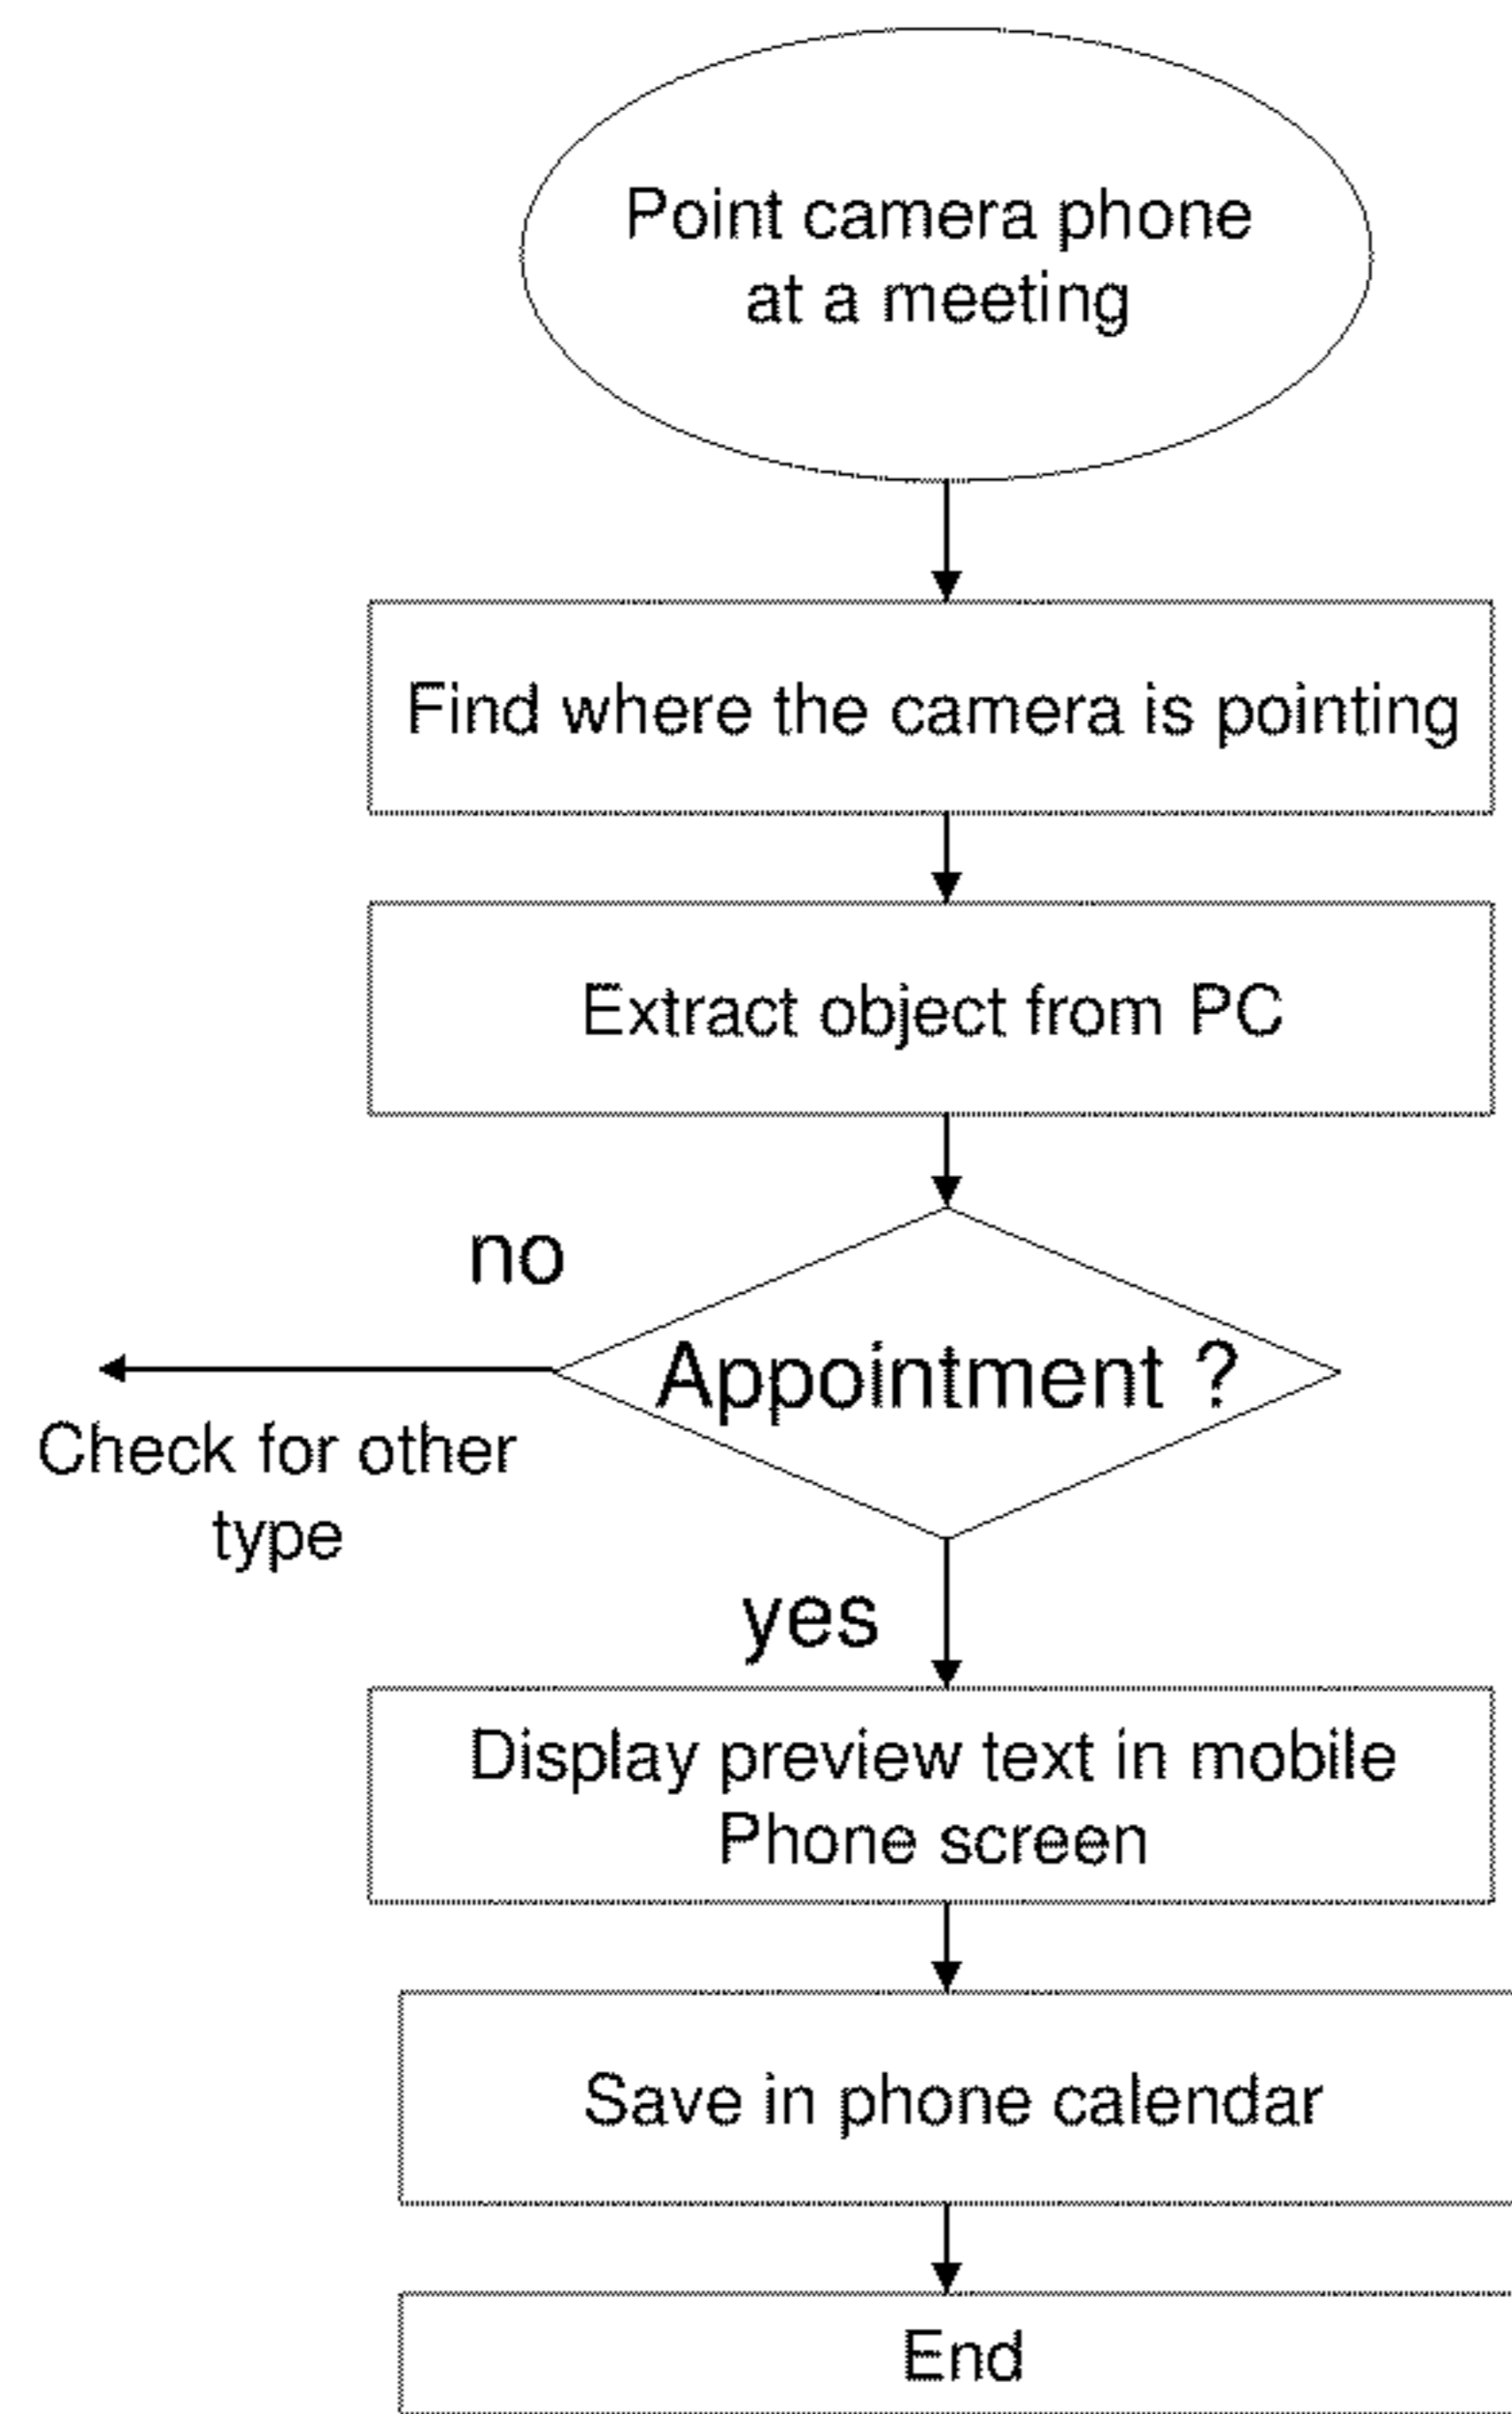 Point camera phone
at a meeting
Find where the camera is pointing
Extract object from PC
no
Appointment ?
Check for other
type
yes
Display preview text in mobile
Phone screen
Save in phone calendar
End